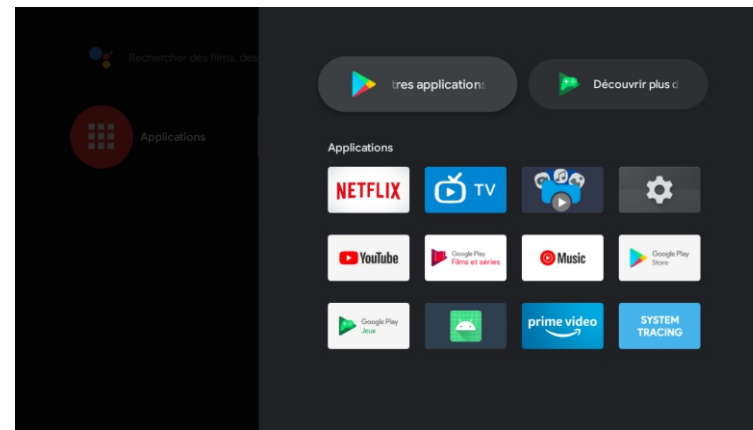 Rechercher des films, des
tres application
Découvrir plus d
Applications
Applications
NETFLIX
TV
YouTube
Google Play
Films et séries
Music
Google Play
Store
Google Play
Jeux
prime video
SYSTEM
TRACING